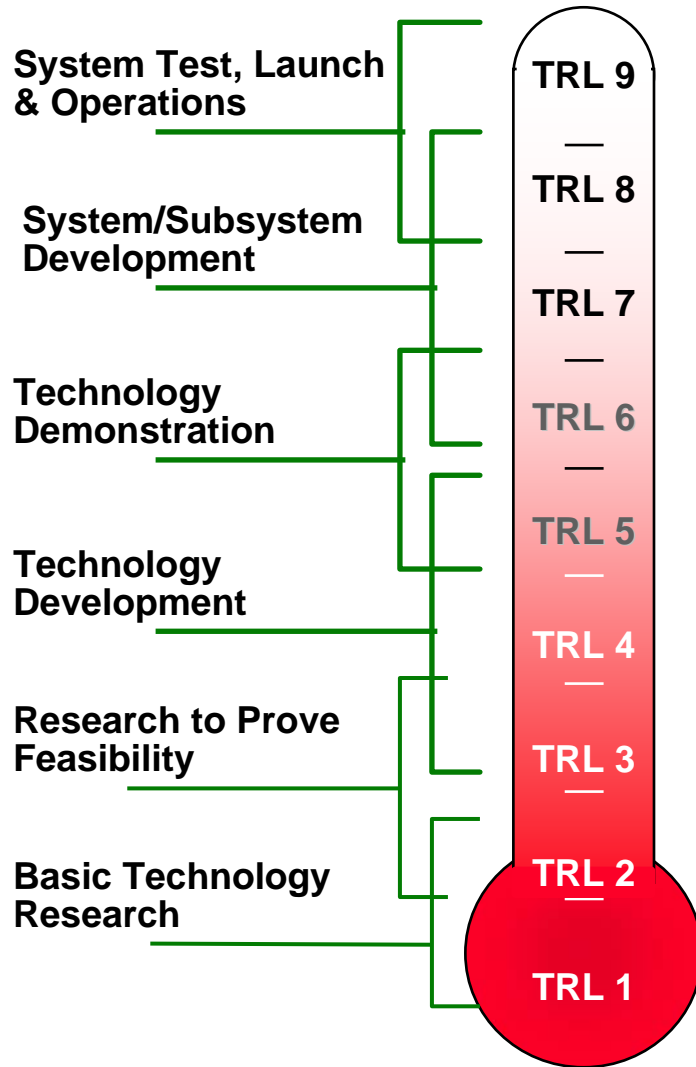 System Test, Launch
& Operations
System/Subsystem
Development
Technology
Demonstration
Technology
Development
Research to Prove
Feasibility
Basic Technology
Research
TRL 9
TRL 8
TRL 7
TRL 6
TRL 5
TRL 4
TRL 3
TRL 2
TRL 1